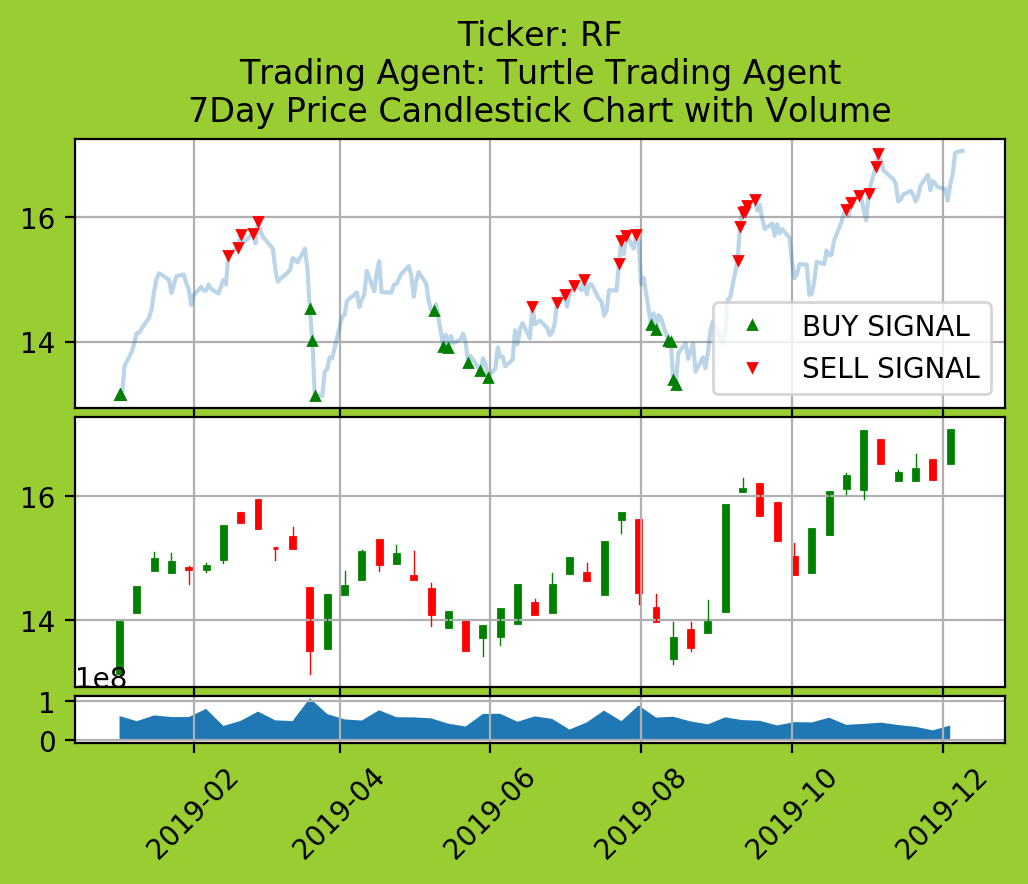 Ticker: RF
Trading Agent: Turtle Trading Agent
7Day Price Candlestick Chart with Volume
16
14
BUY SIGNAL
SELL SIGNAL
16
14
1e8
1
0
2019-02
2019-04
2019-06
2019-08
2019-10
2019-12